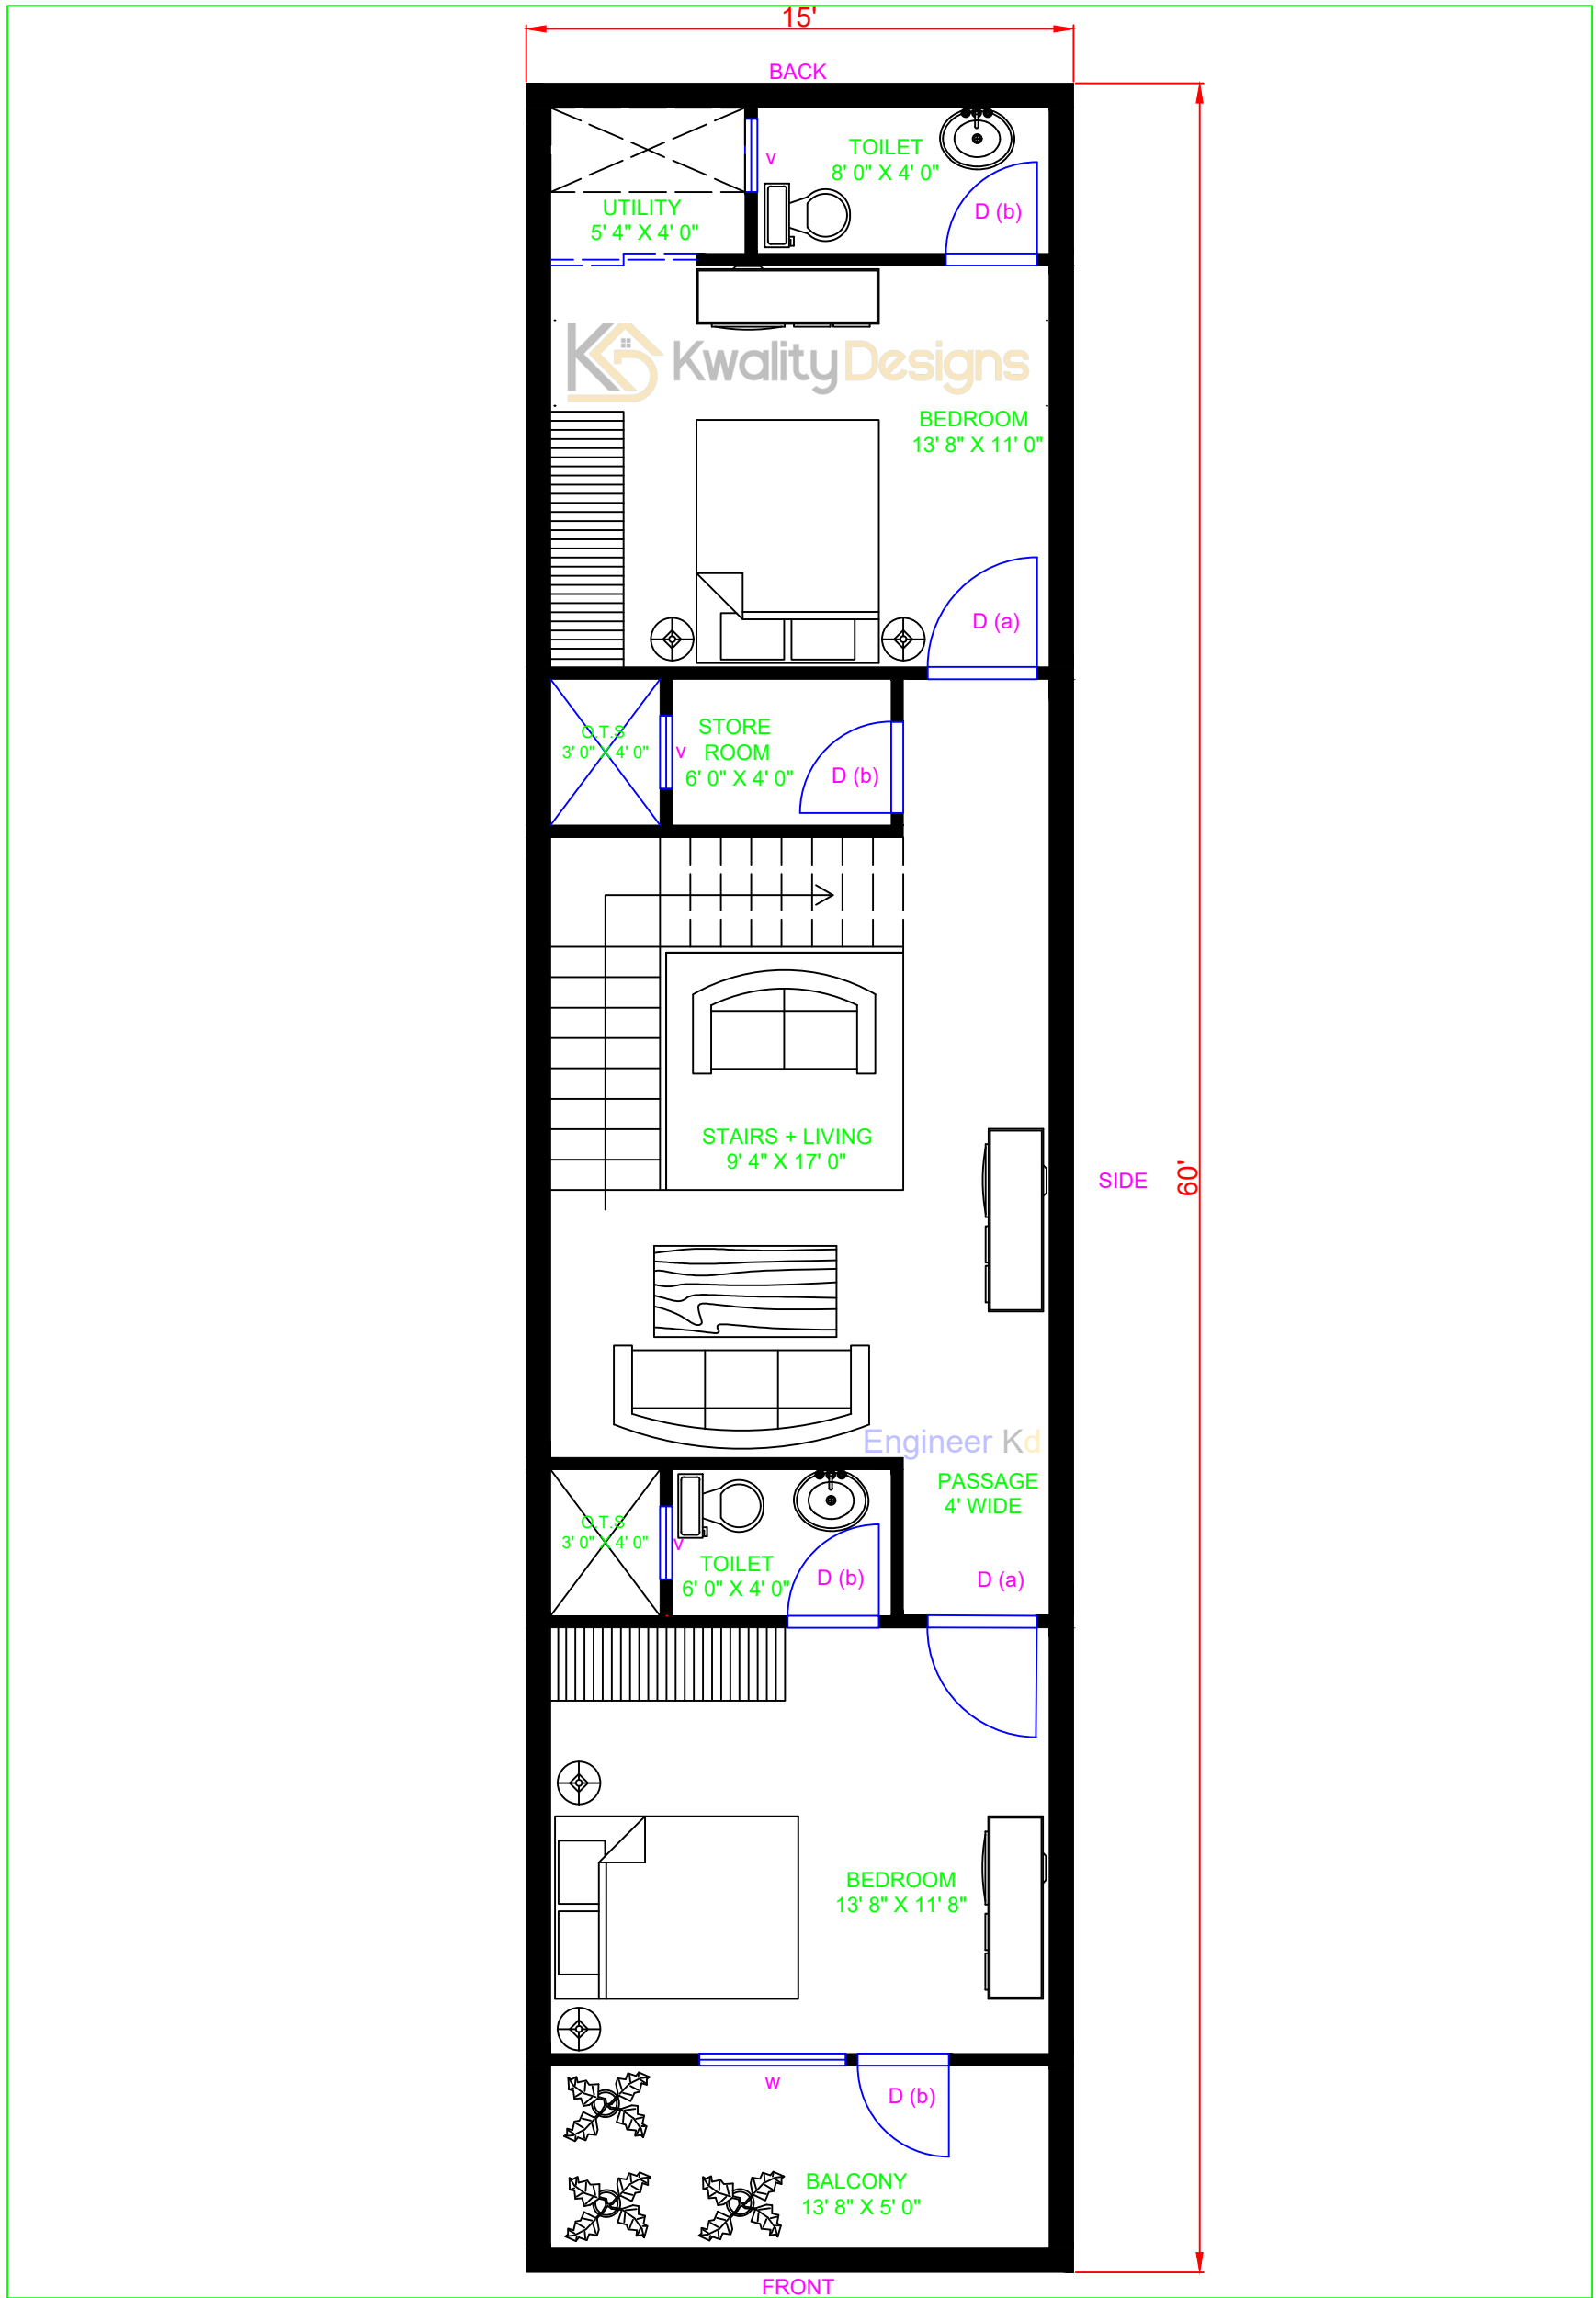 15'
BACK
TOILET
8' 0" X 4' 0"
v
D (b)
UTILITY
5' 4" X 4' 0"
Kwality Designs
BEDROOM
13' 8" X 11' 0"
D (a)
O.T.S
3' 0" X 4' 0"
v
STORE
ROOM
6' 0" X 4' 0"
D (b)
STAIRS + LIVING
9' 4" X 17' 0"
SIDE
60'
Engineer Kd
PASSAGE
4' WIDE
O.T.S
3' 0" X 4' 0"
v
TOILET
6' 0" X 4' 0"
D (b)
D (a)
BEDROOM
13' 8" X 11' 8"
w
D (b)
BALCONY
13' 8" X 5' 0"
FRONT